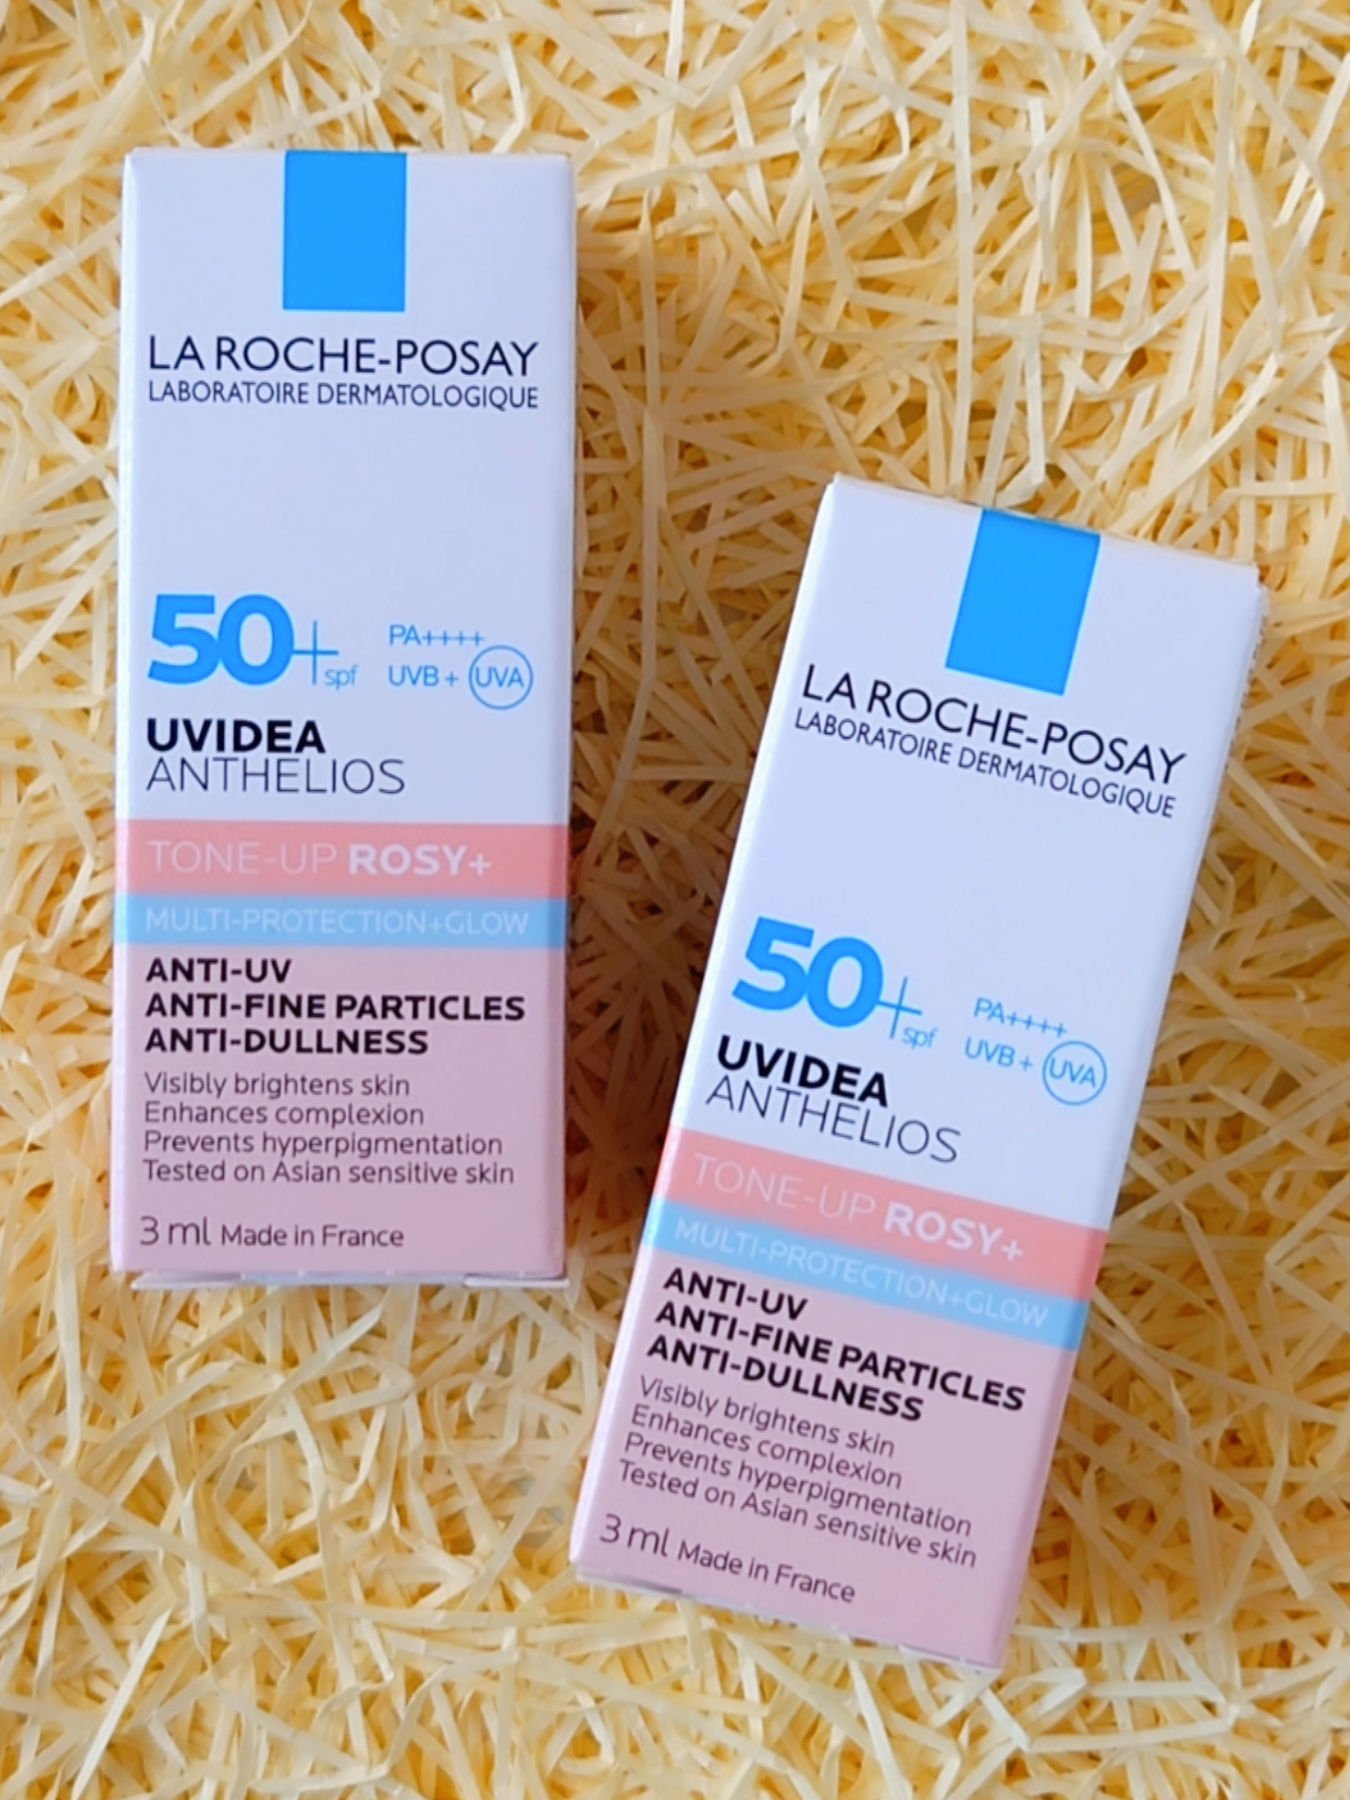 LA ROCHE-POSAY
LABORATOIRE DERMATOLOGIQUE
50+ spf
PA++++
UVB + UVA
UVIDEA
ANTHELIOS
TONE-UP ROSY+
MULTI-PROTECTION+GLOW
ANTI-UV
ANTI-FINE PARTICLES
ANTI-DULLNESS
Visibly brightens skin
Enhances complexion
Prevents hyperpigmentation
Tested on Asian sensitive skin
3 ml Made in France
LA ROCHE-POSAY
LABORATOIRE DERMATOLOGIQUE
50+ spf
PA++++
UVB + UVA
UVIDEA
ANTHELIOS
TONE-UP ROSY+
MULTI-PROTECTION+GLOW
ANTI-UV
ANTI-FINE PARTICLES
ANTI-DULLNESS
Visibly brightens skin
Enhances complexion
Prevents hyperpigmentation
Tested on Asian sensitive skin
3 ml Made in France